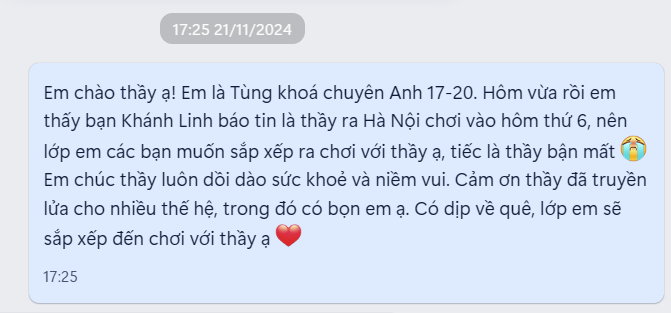 17:25 21/11/2024
Em chào thầy ạ! Em là Tùng khoá chuyên Anh 17-20. Hôm vừa rồi em
thấy bạn Khánh Linh báo tin là thầy ra Hà Nội chơi vào hôm thứ 6, nên
lớp em các bạn muốn sắp xếp ra chơi với thầy ạ, tiếc là thầy bận mất 😭
Em chúc thầy luôn dồi dào sức khoẻ và niềm vui. Cảm ơn thầy đã truyền
lửa cho nhiều thế hệ, trong đó có bọn em ạ. Có dịp về quê, lớp em sẽ
sắp xếp đến chơi với thầy ạ ❤️
17:25